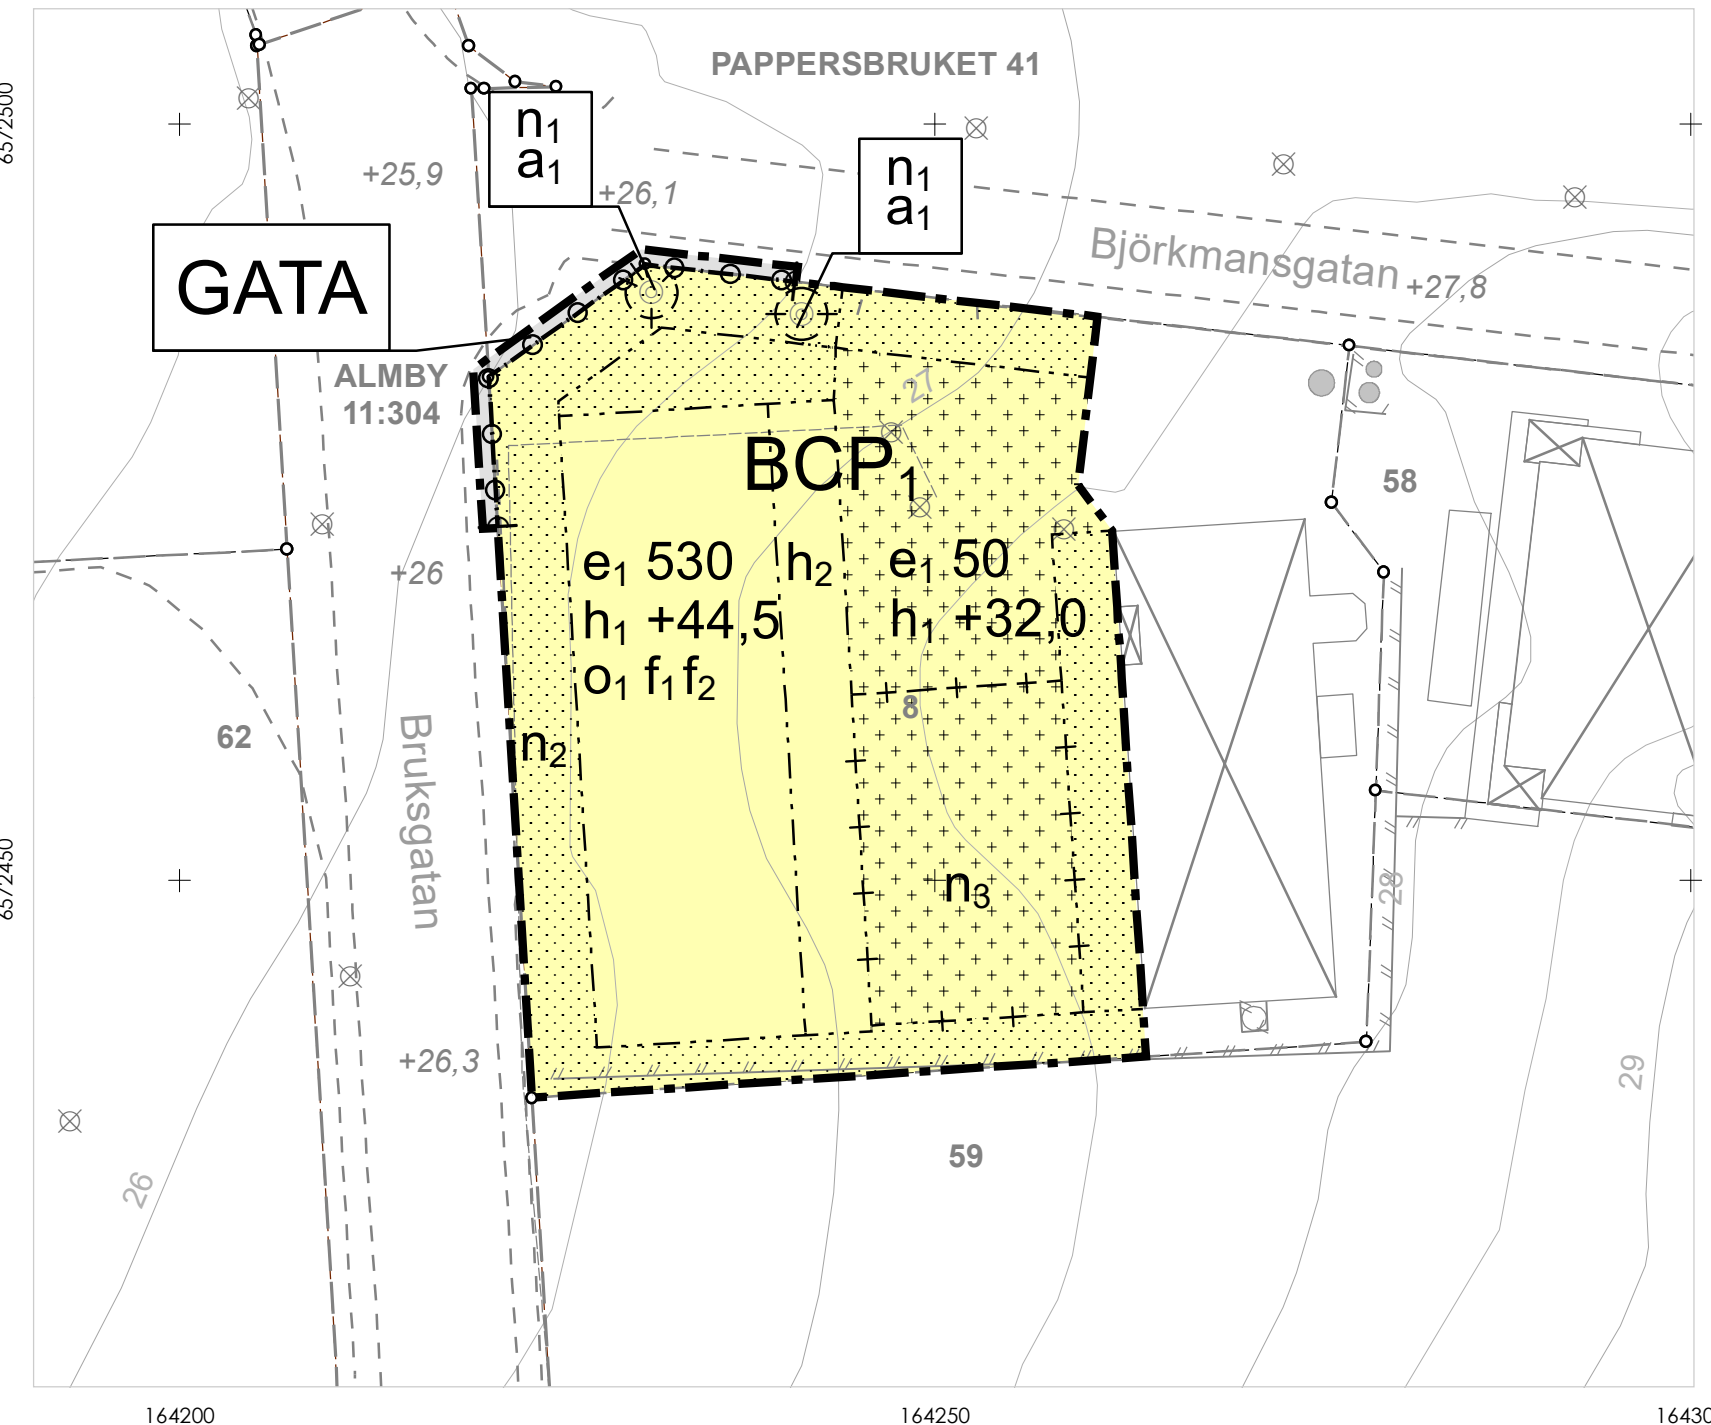 PAPPERSBRUKET 41
6572500
n1
a1
+25,9
+26,1
n1
a1
GATA
Björkmansgatan
+27,8
ALMBY
11:304
27
BCP1
58
e1 530
h2
e1 50
+26
h1 +44,5
h1 +32,0
o1 f1 f2
8
62
n2
Bruksgatan
6572450
n3
28
+26,3
29
59
26
164200
164250
16430